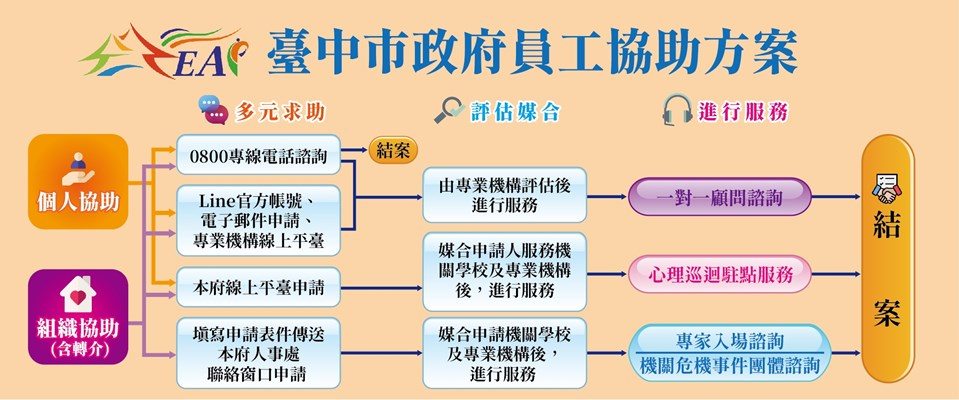 EAP
臺中市政府員工協助方案
多元求助
評估媒合
進行服務
個人協助
組織協助
(含轉介)
0800專線電話諮詢
結案
Line官方帳號、
電子郵件申請、
專業機構線上平臺
本府線上平臺申請
填寫申請表件傳送
本府人事處
聯絡窗口申請
由專業機構評估後
進行服務
媒合申請人服務機
關學校及專業機構
後，進行服務
媒合申請機關學校
及專業機構後，
進行服務
一對一顧問諮詢
心理巡迴駐點服務
專家入場諮詢
機關危機事件團體諮詢
結
案